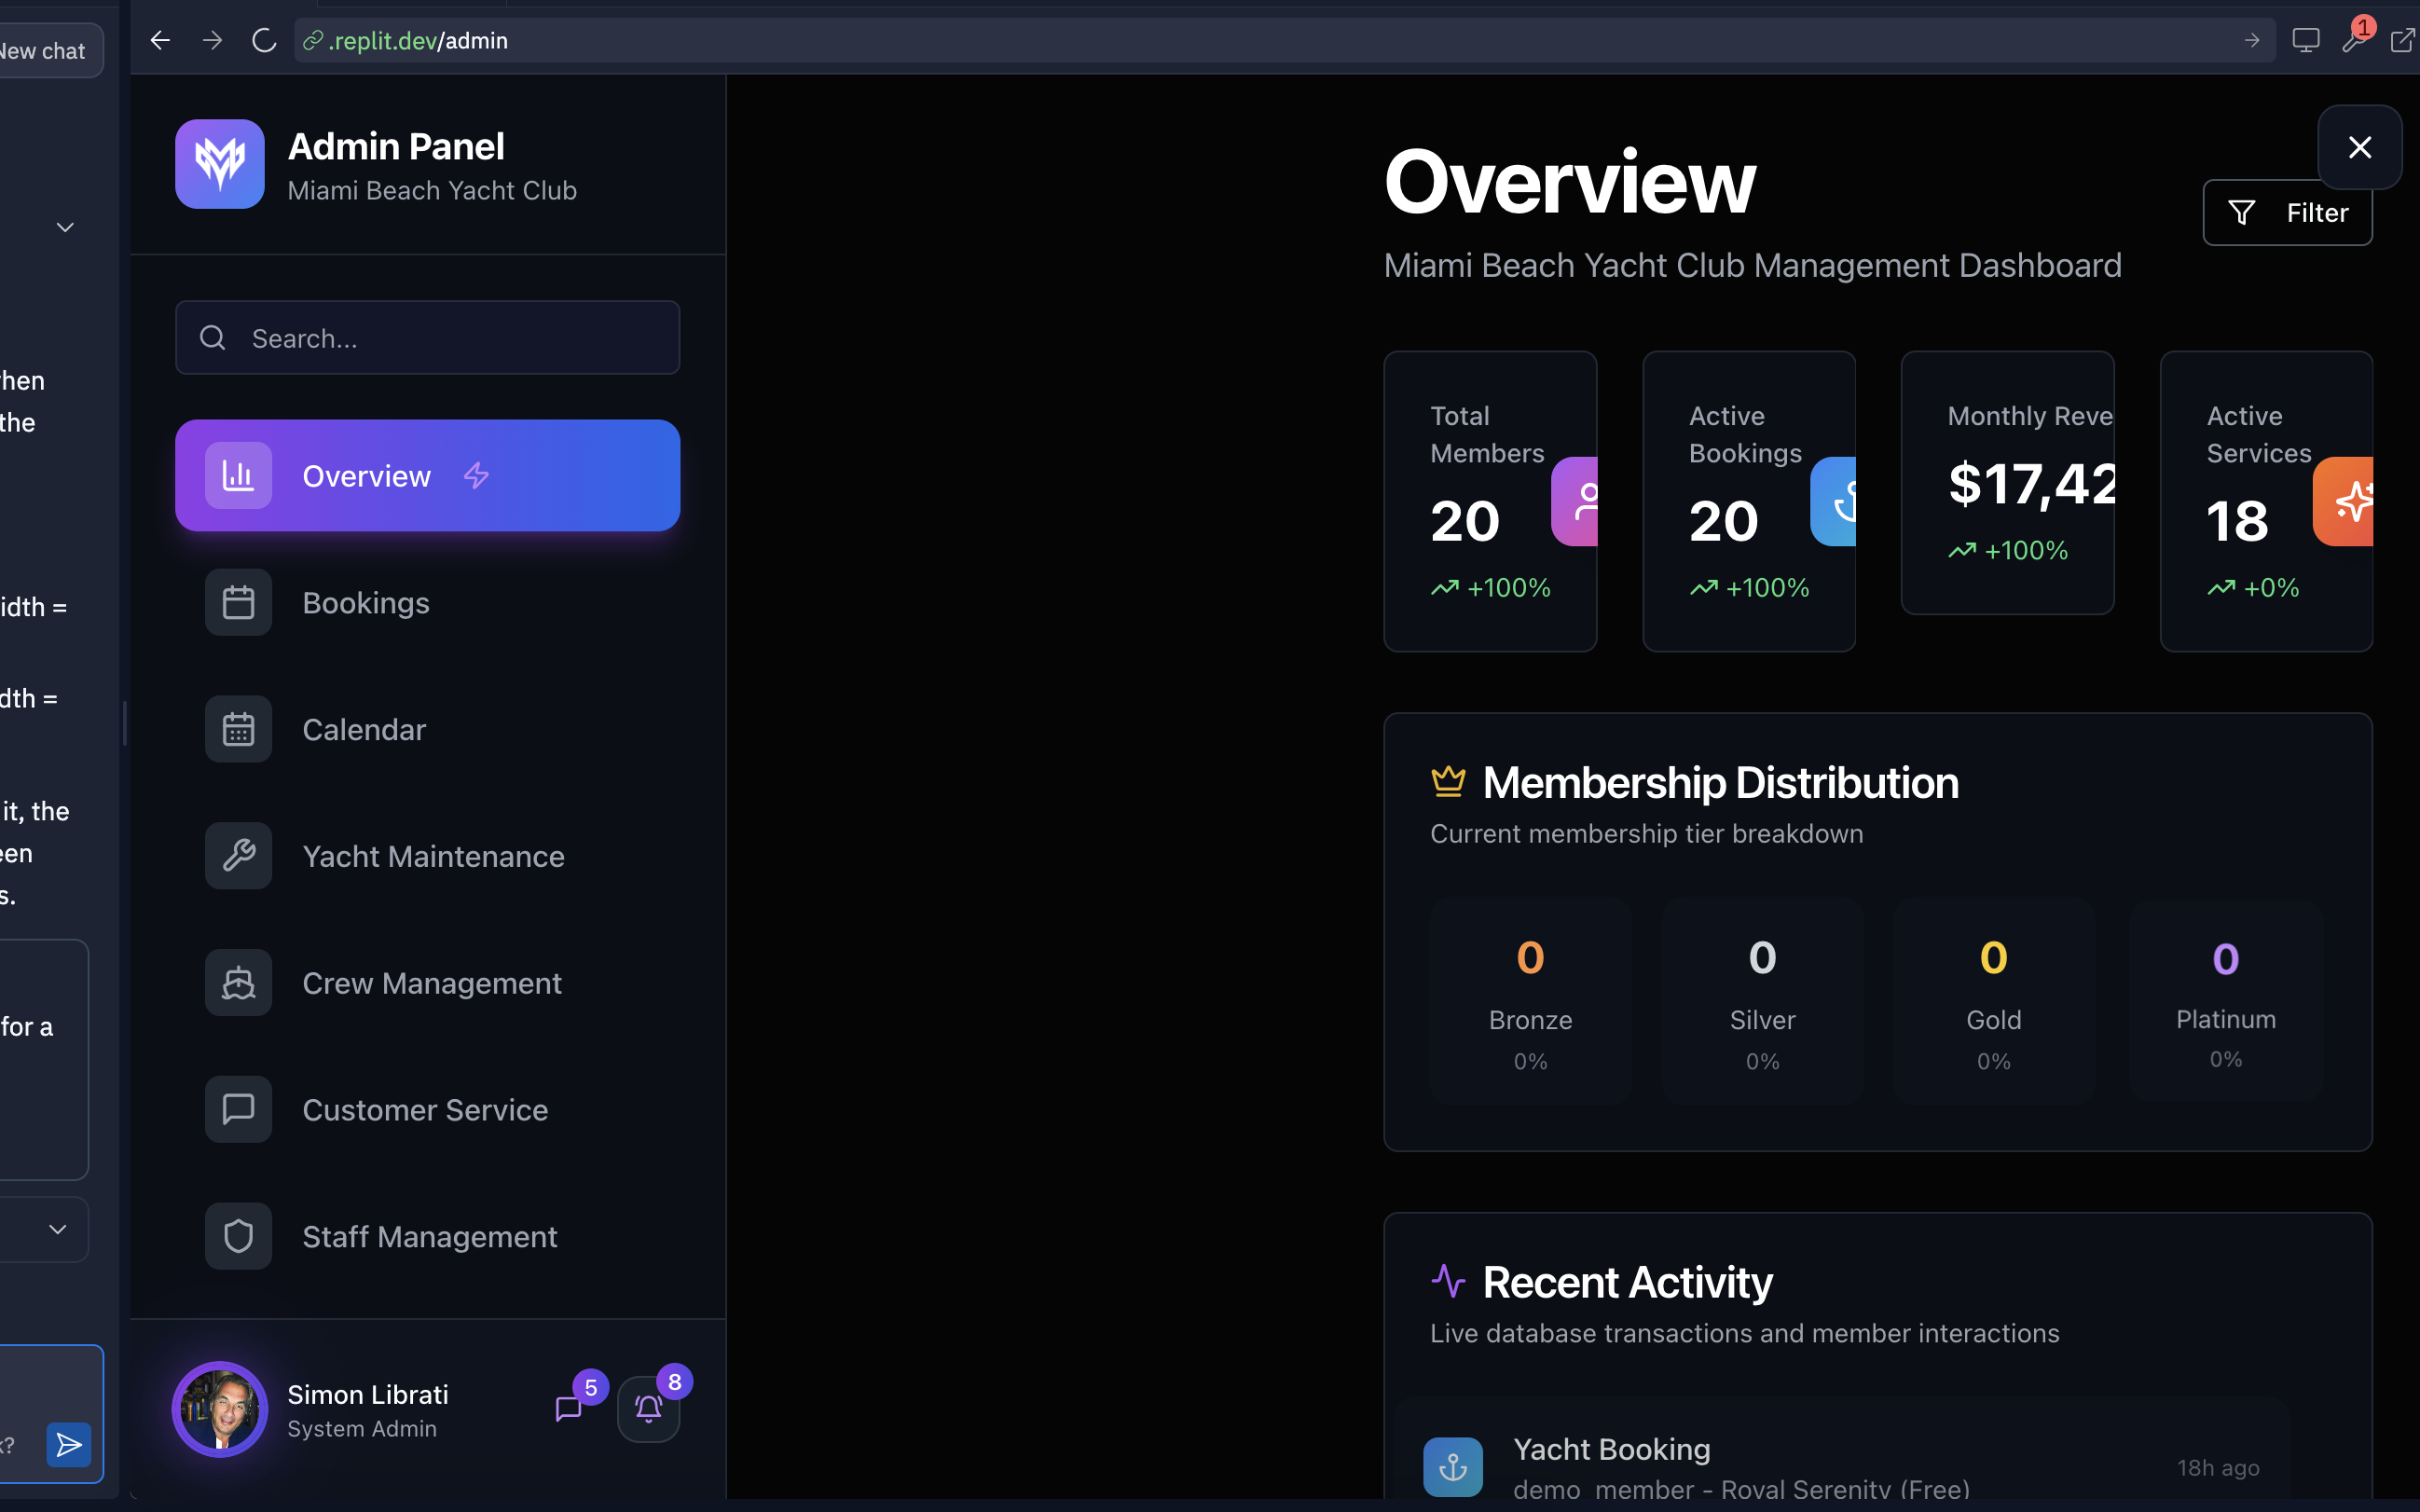 New chat
.replit.dev/admin
1
when
the
idth =
dth =
it, the
een
s.
for a
k?
Admin Panel
Miami Beach Yacht Club
Search...
Overview
Bookings
Calendar
Yacht Maintenance
Crew Management
Customer Service
Staff Management
Simon Librati
System Admin
5
8
Overview
Miami Beach Yacht Club Management Dashboard
Filter
Total
Members
20
+100%
Active
Bookings
20
+100%
Monthly Reve
$17,42
+100%
Active
Services
18
+0%
Membership Distribution
Current membership tier breakdown
0
Bronze
0%
0
Silver
0%
0
Gold
0%
0
Platinum
0%
Recent Activity
Live database transactions and member interactions
Yacht Booking
demo_member - Royal Serenity (Free)
18h ago